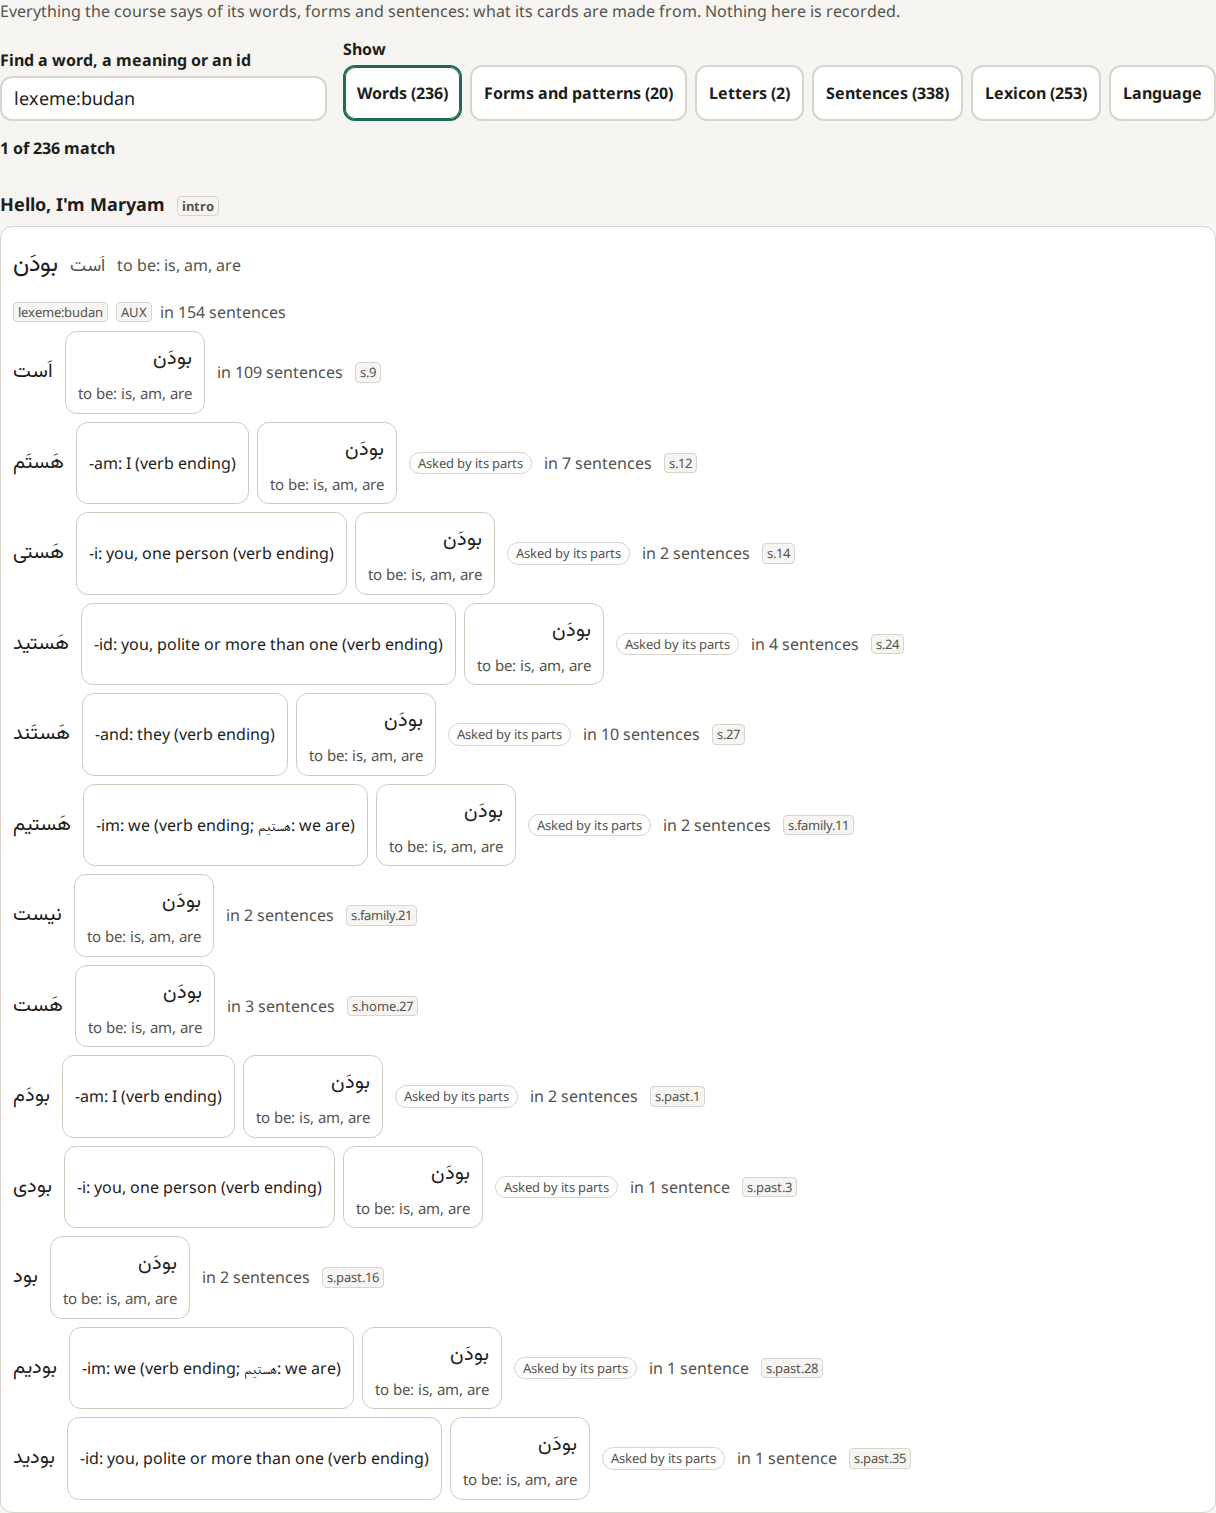 Everything the course says of its words, forms and sentences: what its cards are made from. Nothing here is recorded.
Find a word, a meaning or an id
Show
lexeme:budan
Words (236)
Forms and patterns (20)
Letters (2)
Sentences (338)
Lexicon (253)
Language
1 of 236 match
Hello, I'm Maryam intro
بودَن اَست to be: is, am, are
lexeme:budan AUX in 154 sentences
اَست بودَن to be: is, am, are in 109 sentences s.9
هَستَم -am: I (verb ending) بودَن to be: is, am, are Asked by its parts in 7 sentences s.12
هَستی -i: you, one person (verb ending) بودَن to be: is, am, are Asked by its parts in 2 sentences s.14
هَستید -id: you, polite or more than one (verb ending) بودَن to be: is, am, are Asked by its parts in 4 sentences s.24
هَستَند -and: they (verb ending) بودَن to be: is, am, are Asked by its parts in 10 sentences s.27
هَستیم -im: we (verb ending; هستیم: we are) بودَن to be: is, am, are Asked by its parts in 2 sentences s.family.11
نیست بودَن to be: is, am, are in 2 sentences s.family.21
هَست بودَن to be: is, am, are in 3 sentences s.home.27
بودَم -am: I (verb ending) بودَن to be: is, am, are Asked by its parts in 2 sentences s.past.1
بودی -i: you, one person (verb ending) بودَن to be: is, am, are Asked by its parts in 1 sentence s.past.3
بود بودَن to be: is, am, are in 2 sentences s.past.16
بودیم -im: we (verb ending; هستیم: we are) بودَن to be: is, am, are Asked by its parts in 1 sentence s.past.28
بودید -id: you, polite or more than one (verb ending) بودَن to be: is, am, are Asked by its parts in 1 sentence s.past.35